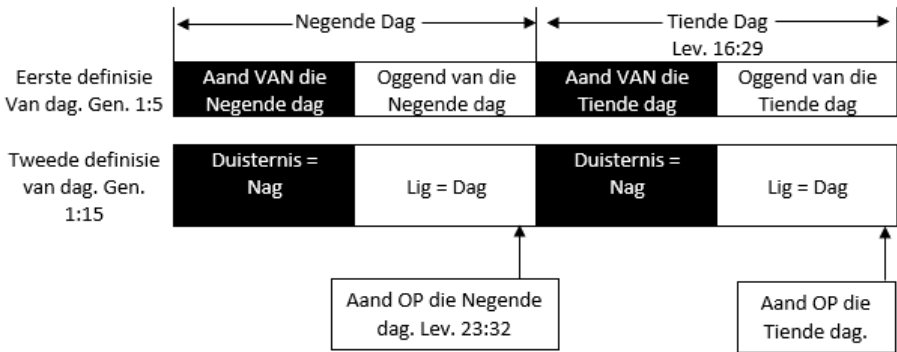 Negende Dag
Tiende Dag
Lev. 16:29
Eerste definisie
Van dag. Gen. 1:5
Aand VAN die
Negende dag
Oggend van die
Negende dag
Aand VAN die
Tiende dag
Oggend van die
Tiende dag
Tweede definisie
van dag. Gen.
1:15
Duisternis =
Nag
Lig = Dag
Duisternis =
Nag
Lig = Dag
Aand OP die Negende
dag. Lev. 23:32
Aand OP die
Tiende dag.